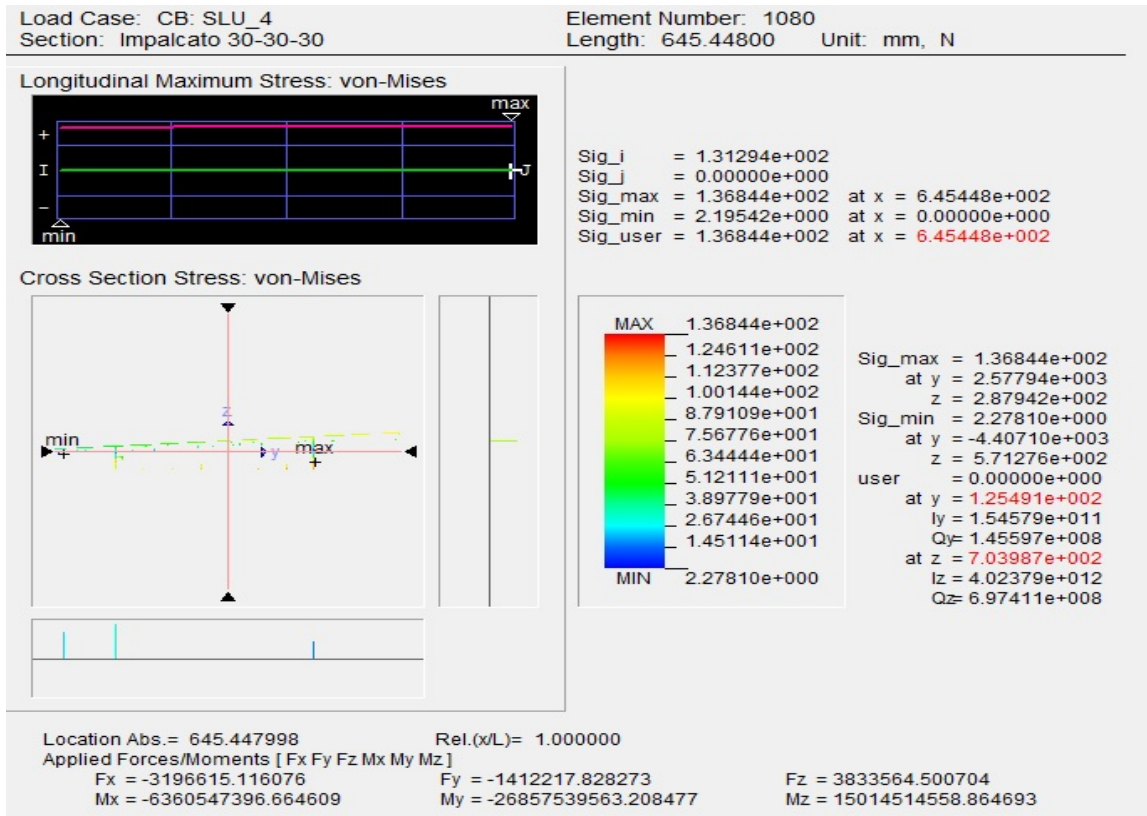 Load Case: CB: SLU_4
Element Number: 1080
Section: Impalcato 30-30-30
Length: 645.44800 Unit: mm, N
Longitudinal Maximum Stress: von-Mises
max
+
I
J
-
min
Sig_i = 1.31294e+002
Sig_j = 0.00000e+000
Sig_max = 1.36844e+002 at x = 6.45448e+002
Sig_min = 2.19542e+000 at x = 0.00000e+000
Sig_user = 1.36844e+002 at x = 6.45448e+002
Cross Section Stress: von-Mises
z
min
y
max
MAX 1.36844e+002
1.24611e+002
1.12377e+002
1.00144e+002
8.79109e+001
7.56776e+001
6.34444e+001
5.12111e+001
3.89779e+001
2.67446e+001
1.45114e+001
MIN 2.27810e+000
Sig_max = 1.36844e+002
at y = 2.57794e+003
z = 2.87942e+002
Sig_min = 2.27810e+000
at y =-4.40710e+003
z = 5.71276e+002
user = 0.00000e+000
at y = 1.25491e+002
Iy = 1.54579e+011
Qy= 1.45597e+008
at z = 7.03987e+002
Iz = 4.02379e+012
Qz= 6.97411e+008
Location Abs.= 645.447998 Rel.(x/L)= 1.000000
Applied Forces/Moments [ Fx Fy Fz Mx My Mz ]
Fx = -3196615.116076 Fy = -1412217.828273 Fz = 3833564.500704
Mx = -6360547396.664609 My = -26857539563.208477 Mz = 15014514558.864693